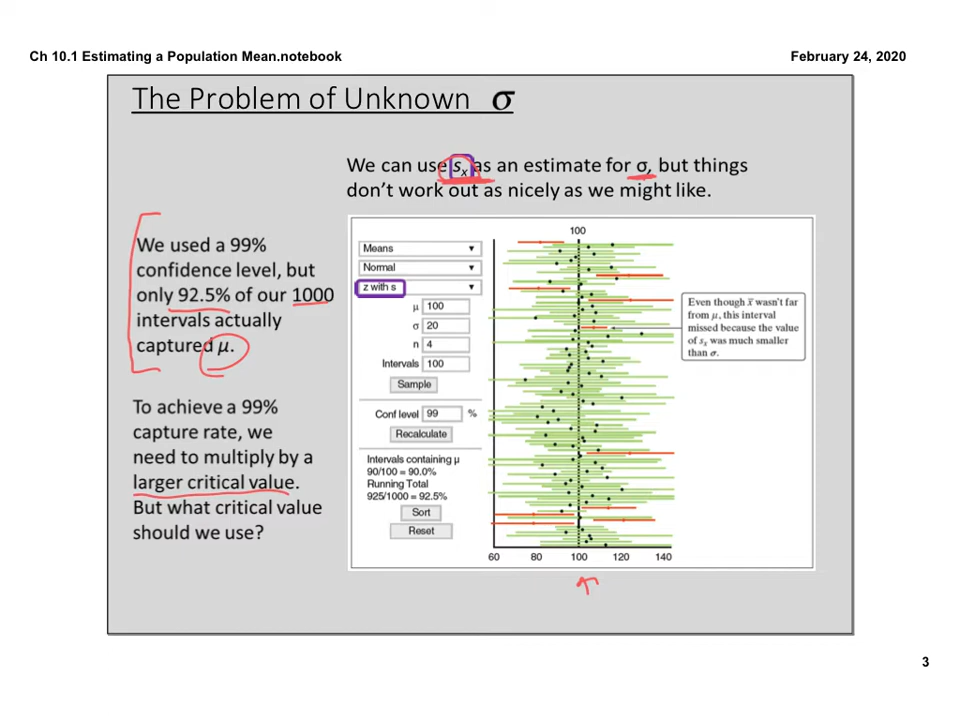 Ch 10.1 Estimating a Population Mean.notebook
February 24, 2020
The Problem of Unknown σ
We can use sₓ as an estimate for σ, but things
don't work out as nicely as we might like.
We used a 99%
confidence level, but
only 92.5% of our 1000
intervals actually
captured μ.
To achieve a 99%
capture rate, we
need to multiply by a
larger critical value.
But what critical value
should we use?
Means
Normal
z with s
μ 100
σ 20
n 4
Intervals 100
Sample
Conf level 99 %
Recalculate
Intervals containing μ
90/100 = 90.0%
Running Total
925/1000 = 92.5%
Sort
Reset
100
60 80 100 120 140
Even though x̄ wasn't far
from μ, this interval
missed because the value
of sₓ was much smaller
than σ.
3